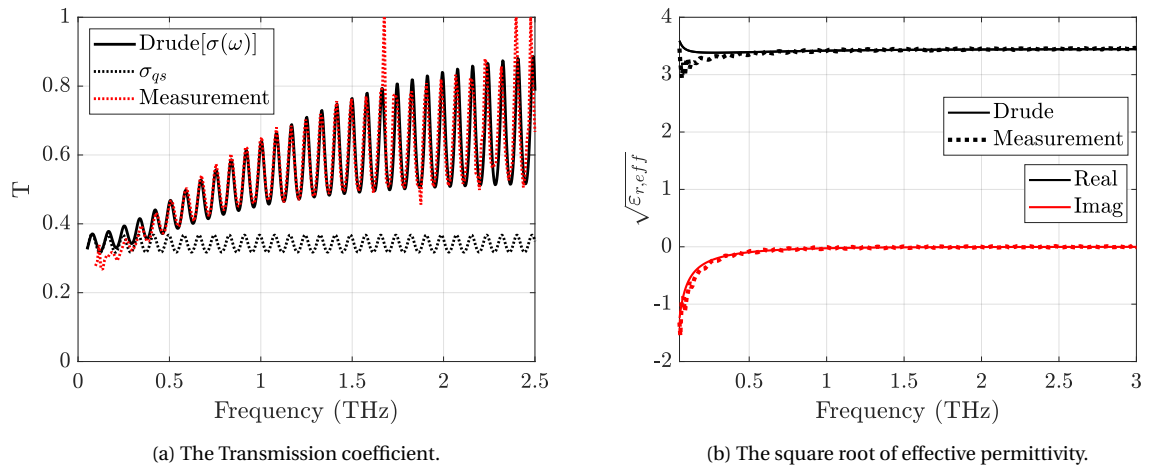 1
0.8
0.6
0.4
0.2
0
T
Drude[σ(ω)]
σ_qs
Measurement
0
0.5
1
1.5
2
2.5
Frequency (THz)
(a) The Transmission coefficient.
4
3
2
1
0
-1
-2
√ε_r,eff
Drude
Measurement
Real
Imag
0.5
1
1.5
2
2.5
3
Frequency (THz)
(b) The square root of effective permittivity.